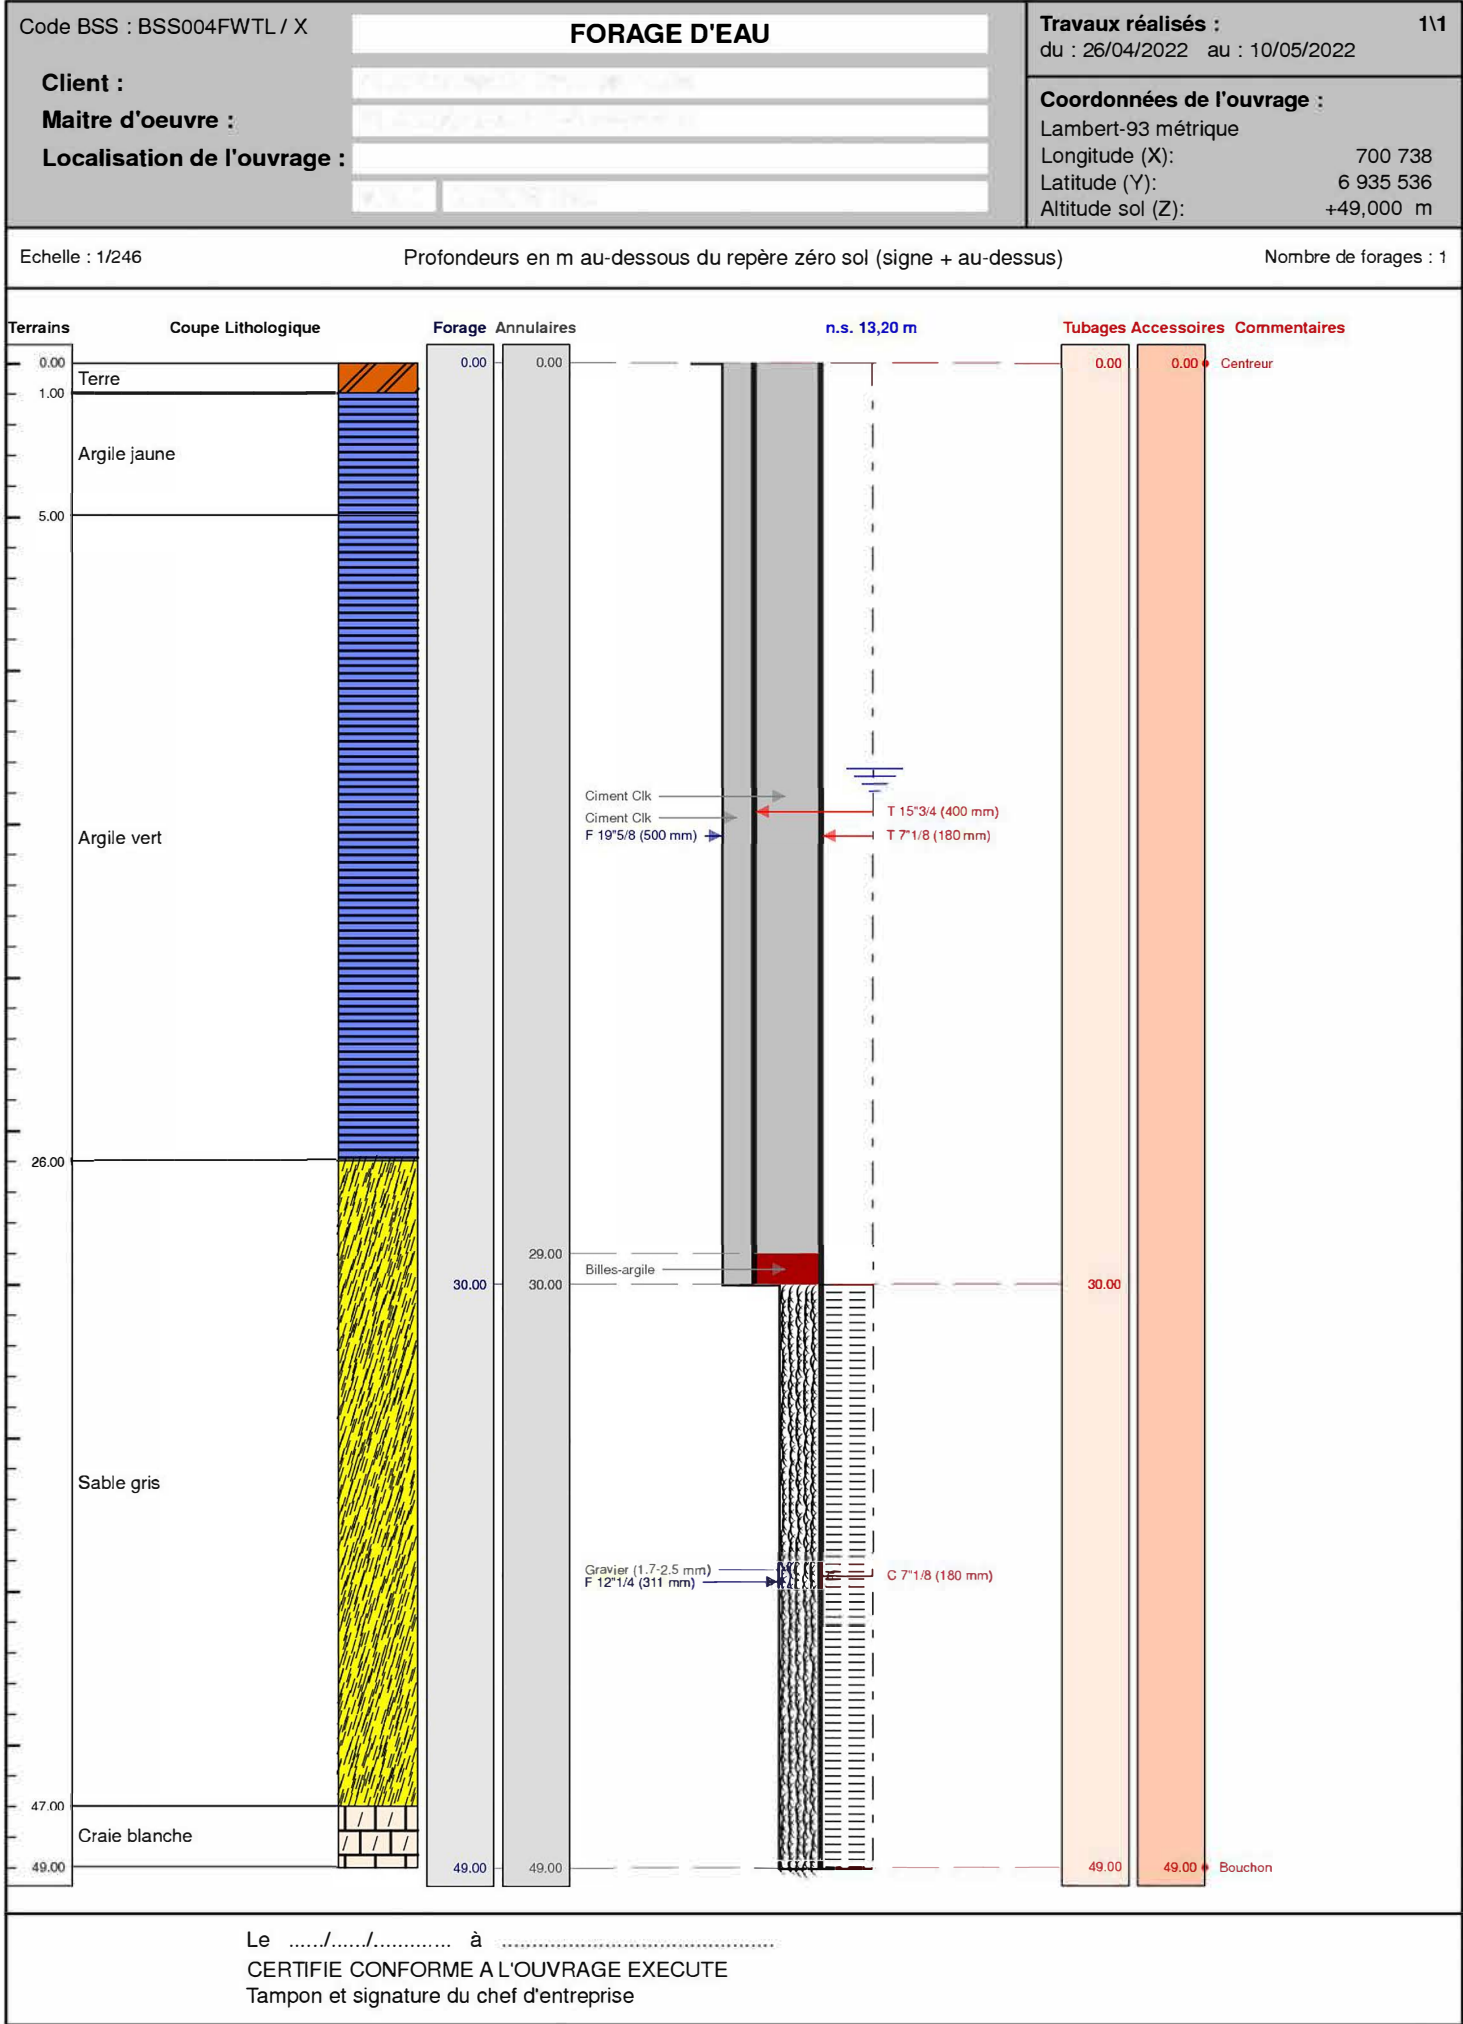 Code BSS : BSS004FWTL / X
FORAGE D'EAU
Travaux réalisés : 1\1
du : 26/04/2022 au : 10/05/2022
Client :
Maitre d'oeuvre :
Localisation de l'ouvrage :
Coordonnées de l'ouvrage :
Lambert-93 métrique
Longitude (X): 700 738
Latitude (Y): 6 935 536
Altitude sol (Z): +49,000 m
Echelle : 1/246
Profondeurs en m au-dessous du repère zéro sol (signe + au-dessus)
Nombre de forages : 1
Terrains Coupe Lithologique Forage Annulaires n.s. 13,20 m Tubages Accessoires Commentaires
0.00 0.00 0.00 0.00 0.00 Centreur
Terre
1.00
Argile jaune
5.00
Ciment Clk
T 15"3/4 (400 mm)
Ciment Clk
F 19"5/8 (500 mm) T 7"1/8 (180 mm)
Argile vert
26.00
29.00
Billes-argile
30.00 30.00 30.00
Sable gris
Gravier (1.7-2.5 mm)
C 7"1/8 (180 mm)
F 12"1/4 (311 mm)
47.00
Craie blanche
49.00 49.00 49.00 49.00 49.00 Bouchon
Le ....../....../............. à .............................................
CERTIFIE CONFORME A L'OUVRAGE EXECUTE
Tampon et signature du chef d'entreprise